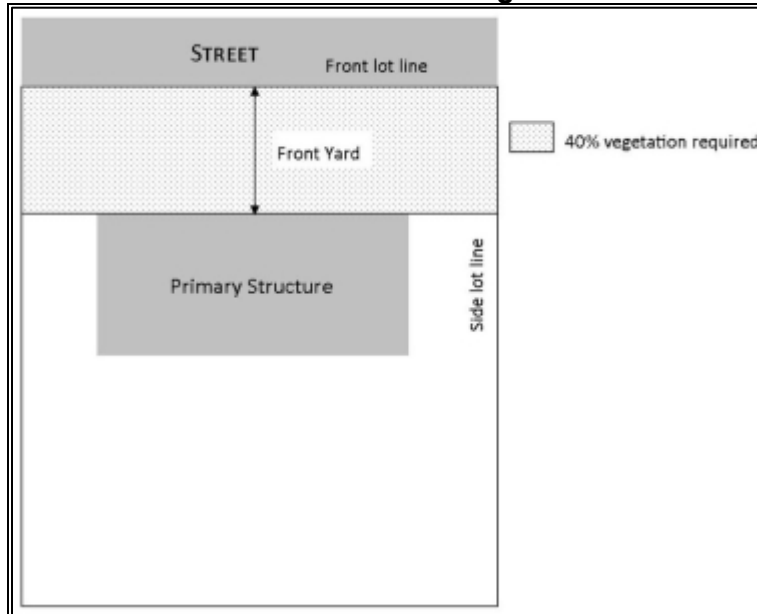 STREET
Front lot line
Front Yard
40% vegetation required
Side lot line
Primary Structure